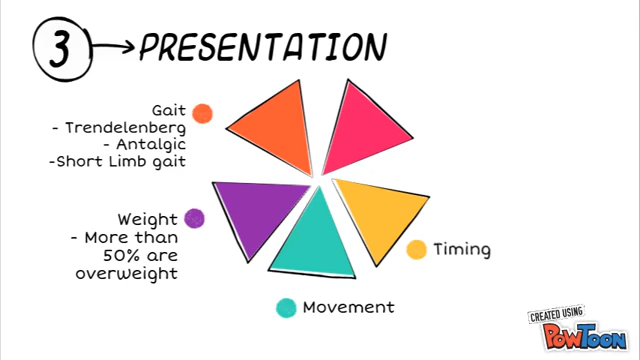 3 PRESENTATION
Gait
- Trendelenberg
- Antalgic
-Short Limb gait
Weight
- More than
50% are
overweight
Timing
Movement
CREATED USING
POWTOON